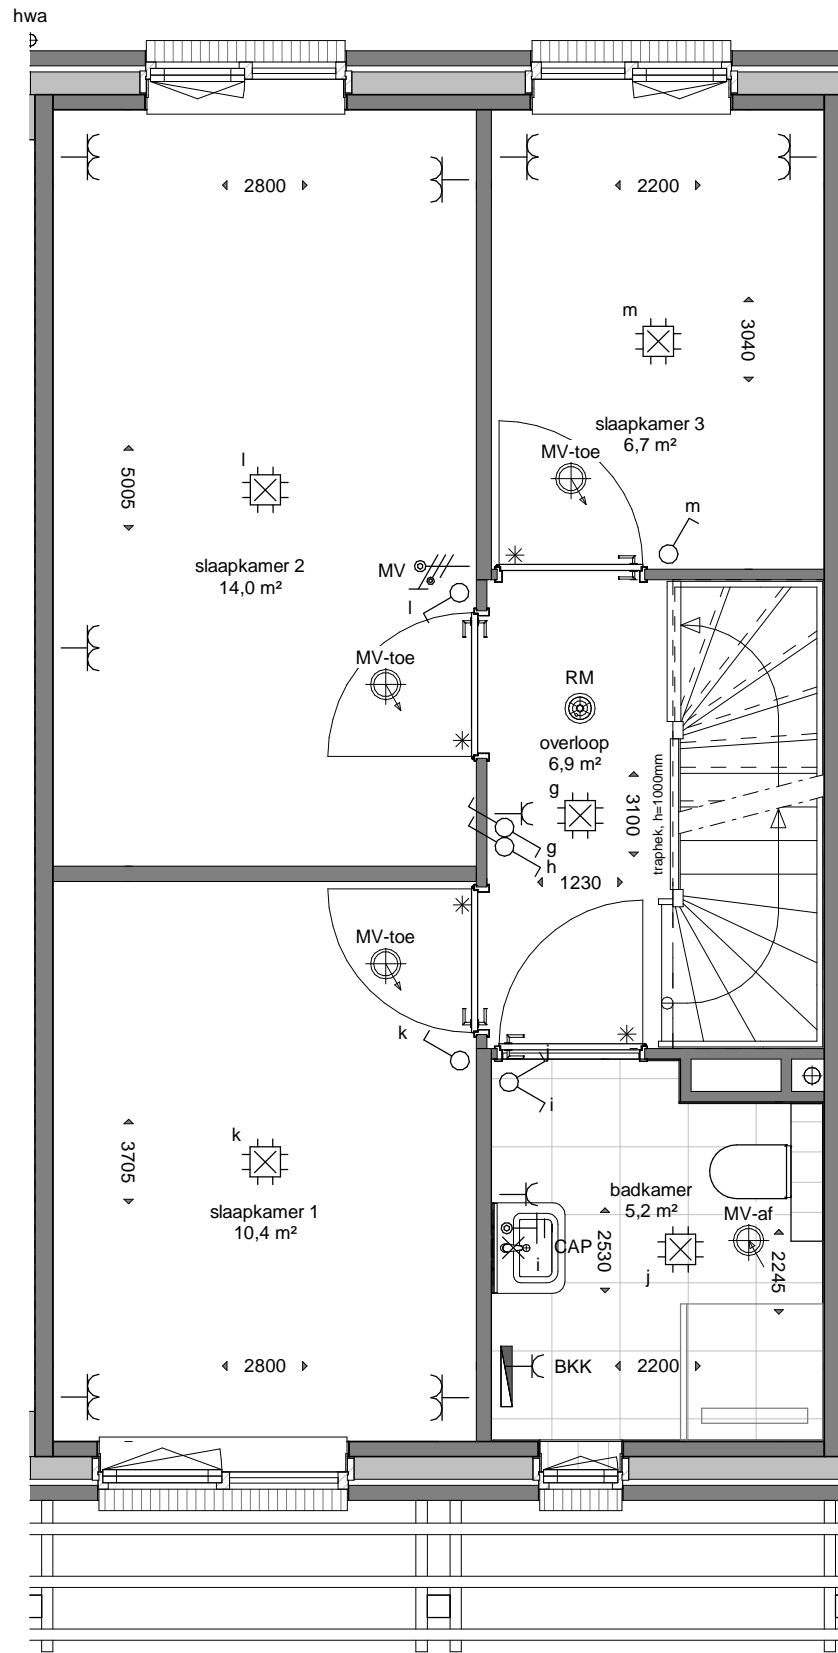 hwa
2800
2200
m
3040
slaapkamer 3
6,7 m²
MV-toe
m
l
5005
slaapkamer 2
14,0 m²
MV
l
MV-toe
RM
overloop
6,9 m²
g
3100
traphek, h=1000mm
g
h
1230
MV-toe
k
j
i
k
3705
slaapkamer 1
10,4 m²
badkamer
5,2 m²
MV-af
CAP
2530
i
j
2245
2800
BKK
2200